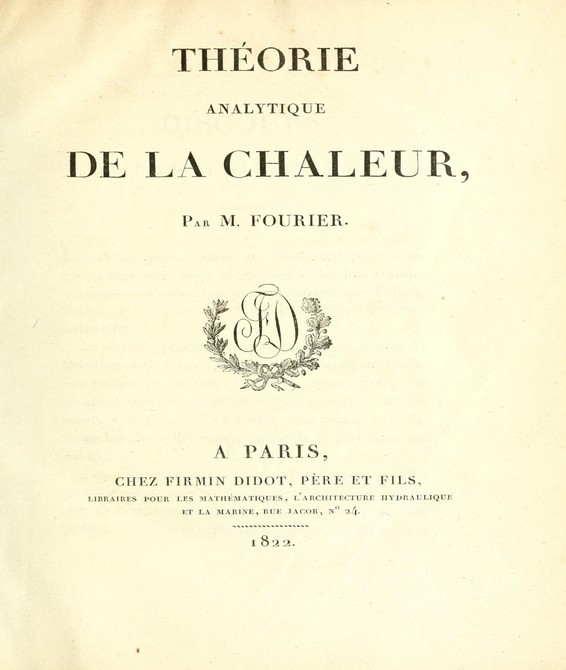 THÉORIE
ANALYTIQUE
DE LA CHALEUR,
PAR M. FOURIER.
FD
A PARIS,
CHEZ FIRMIN DIDOT, PÈRE ET FILS,
LIBRAIRES POUR LES MATHÉMATIQUES, L'ARCHITECTURE HYDRAULIQUE
ET LA MARINE, RUE JACOB, N° 24.
1822.